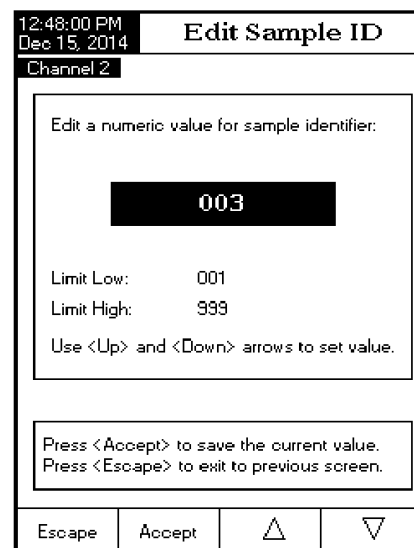 12:48:00 PM
Dec 15, 2014
Edit Sample ID
Channel 2
Edit a numeric value for sample identifier:
003
Limit Low: 001
Limit High: 999
Use <Up> and <Down> arrows to set value.
Press <Accept> to save the current value.
Press <Escape> to exit to previous screen.
Escape Accept △ ▽